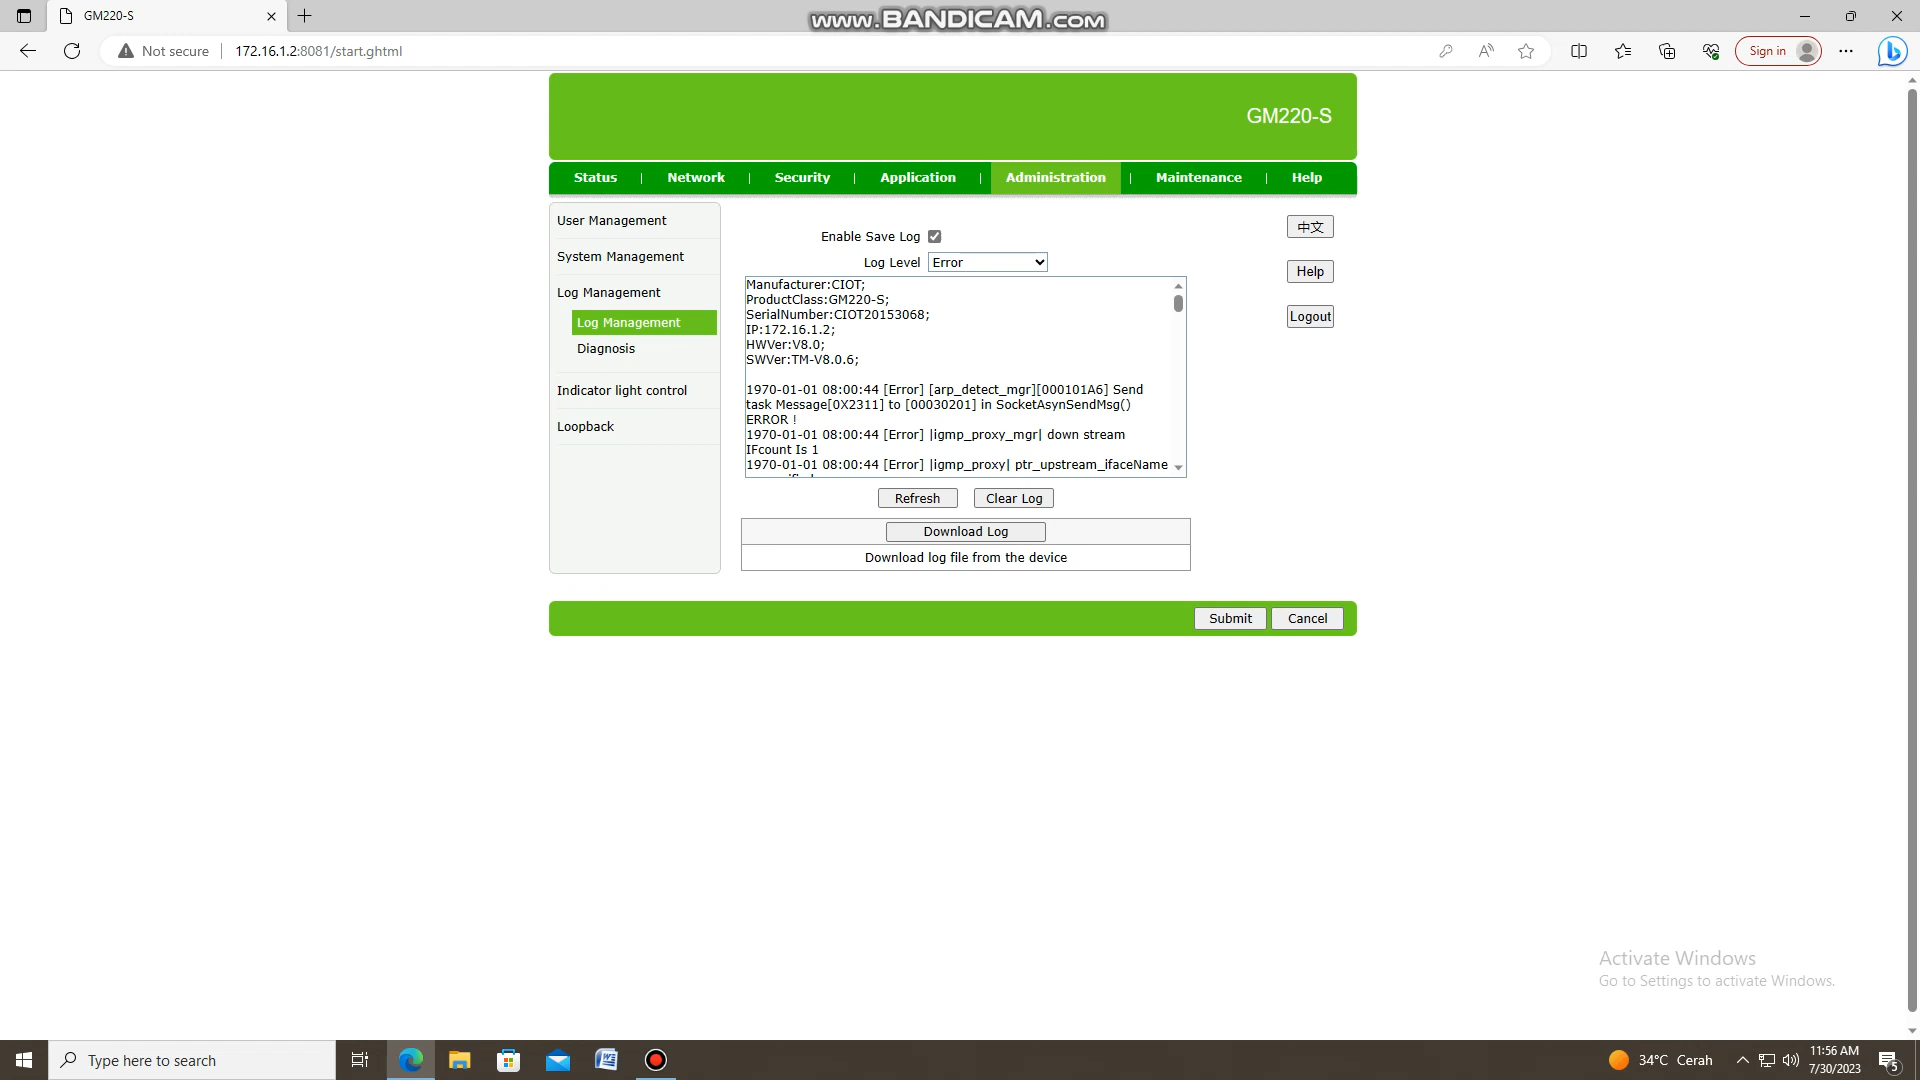 GM220-S
www.BANDICAM.com
Not secure
172.16.1.2:8081/start.ghtml
Sign in
GM220-S
Status | Network | Security | Application | Administration | Maintenance | Help
User Management
System Management
Log Management
Log Management
Diagnosis
Indicator light control
Loopback
Enable Save Log
Log Level Error
Manufacturer:CIOT;
ProductClass:GM220-S;
SerialNumber:CIOT20153068;
IP:172.16.1.2;
HWVer:V8.0;
SWVer:TM-V8.0.6;
1970-01-01 08:00:44 [Error] [arp_detect_mgr][000101A6] Send
task Message[0X2311] to [00030201] in SocketAsynSendMsg()
ERROR !
1970-01-01 08:00:44 [Error] |igmp_proxy_mgr| down stream
IFcount Is 1
1970-01-01 08:00:44 [Error] |igmp_proxy| ptr_upstream_ifaceName
Refresh Clear Log
Download Log
Download log file from the device
中文
Help
Logout
Submit Cancel
Activate Windows
Go to Settings to activate Windows.
Type here to search
34°C Cerah
11:56 AM
7/30/2023
5